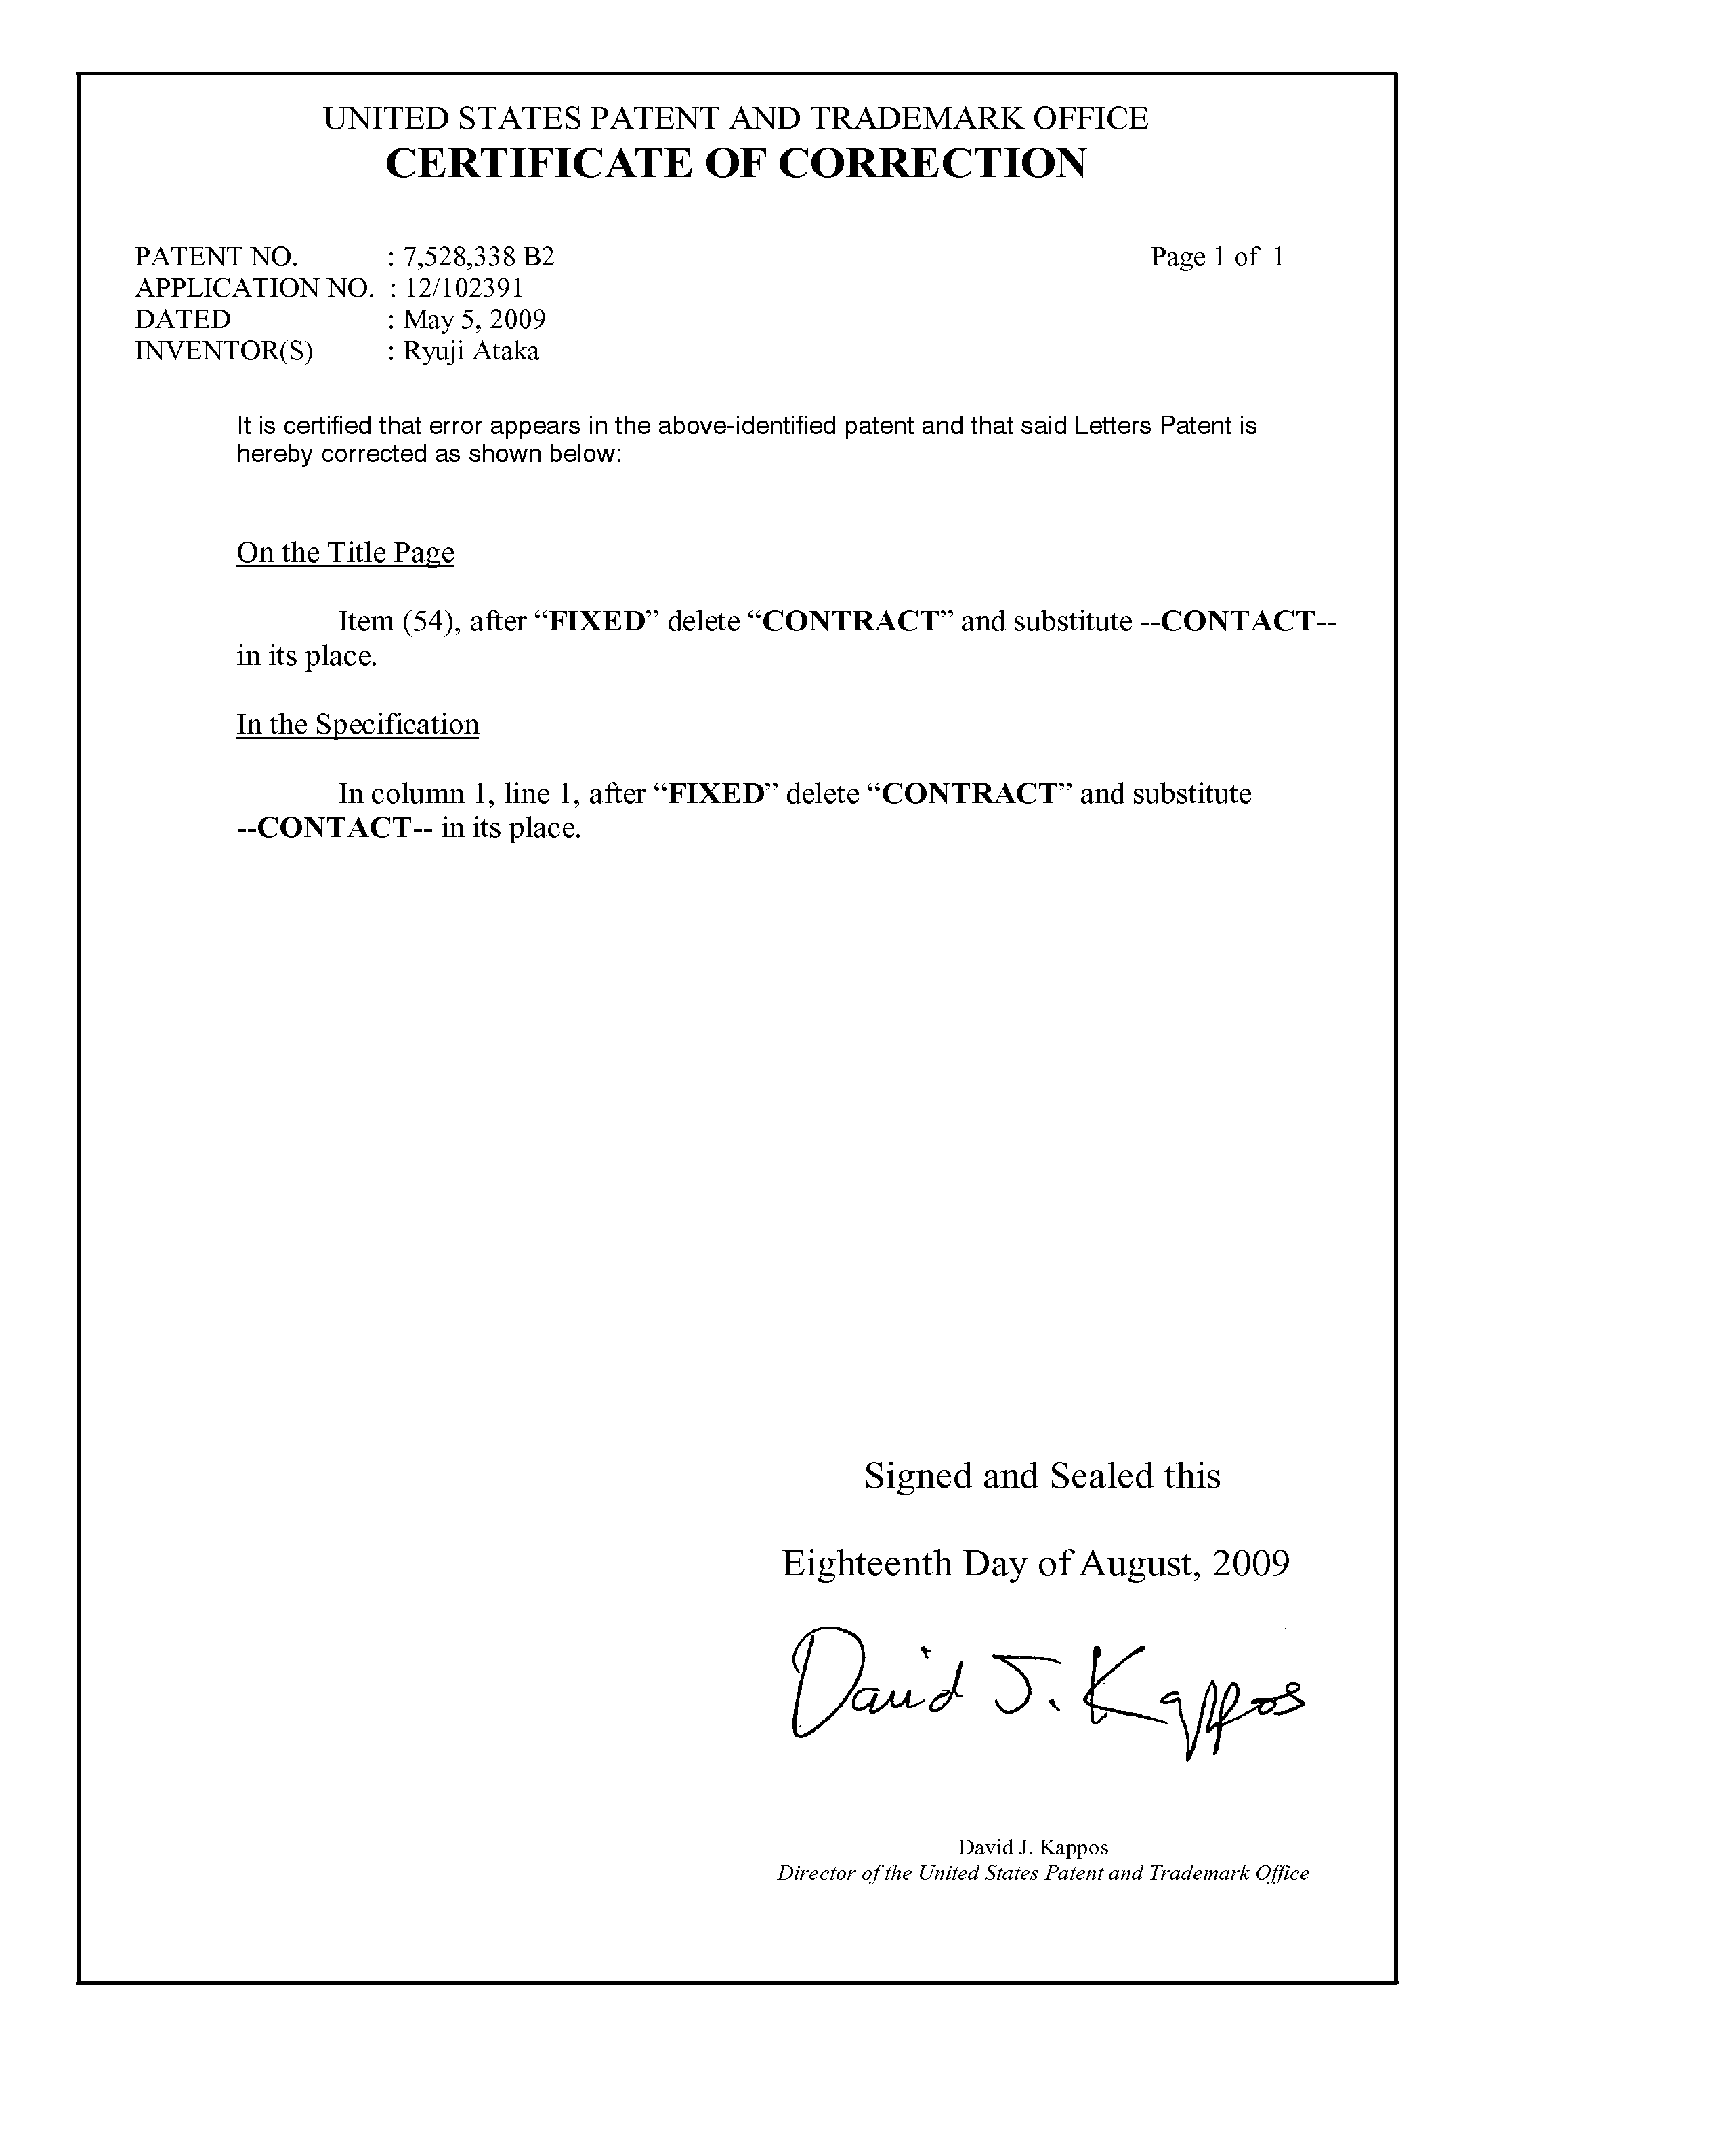 UNITED STATES PATENT AND TRADEMARK OFFICE
CERTIFICATE OF CORRECTION
PATENT NO. : 7,528,338 B2 Page 1 of 1
APPLICATION NO. : 12/102391
DATED : May 5, 2009
INVENTOR(S) : Ryuji Ataka
It is certified that error appears in the above-identified patent and that said Letters Patent is
hereby corrected as shown below:
On the Title Page
Item (54), after “FIXED” delete “CONTRACT” and substitute --CONTACT--
in its place.
In the Specification
In column 1, line 1, after “FIXED” delete “CONTRACT” and substitute
--CONTACT-- in its place.
Signed and Sealed this
Eighteenth Day of August, 2009
David J. Kappos
David J. Kappos
Director of the United States Patent and Trademark Office